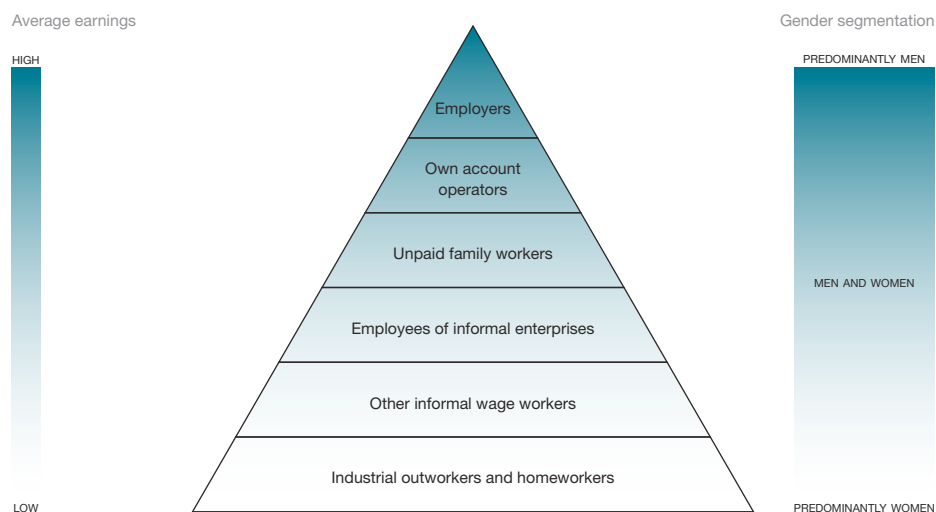 Average earnings
Gender segmentation
HIGH
PREDOMINANTLY MEN
Employers
Own account
operators
Unpaid family workers
MEN AND WOMEN
Employees of informal enterprises
Other informal wage workers
Industrial outworkers and homeworkers
LOW
PREDOMINANTLY WOMEN